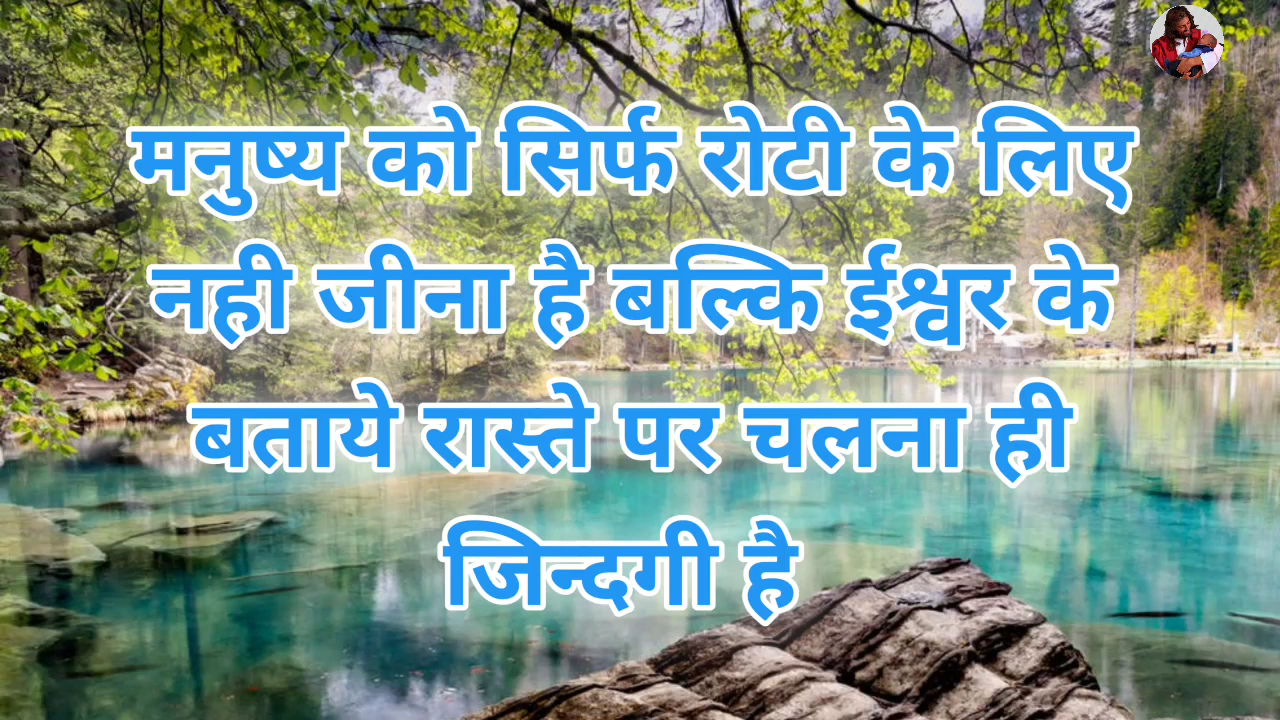 मनुष्य को सिर्फ रोटी के लिए
नही जीना है बल्कि ईश्वर के
बताये रास्ते पर चलना ही
जिन्दगी है